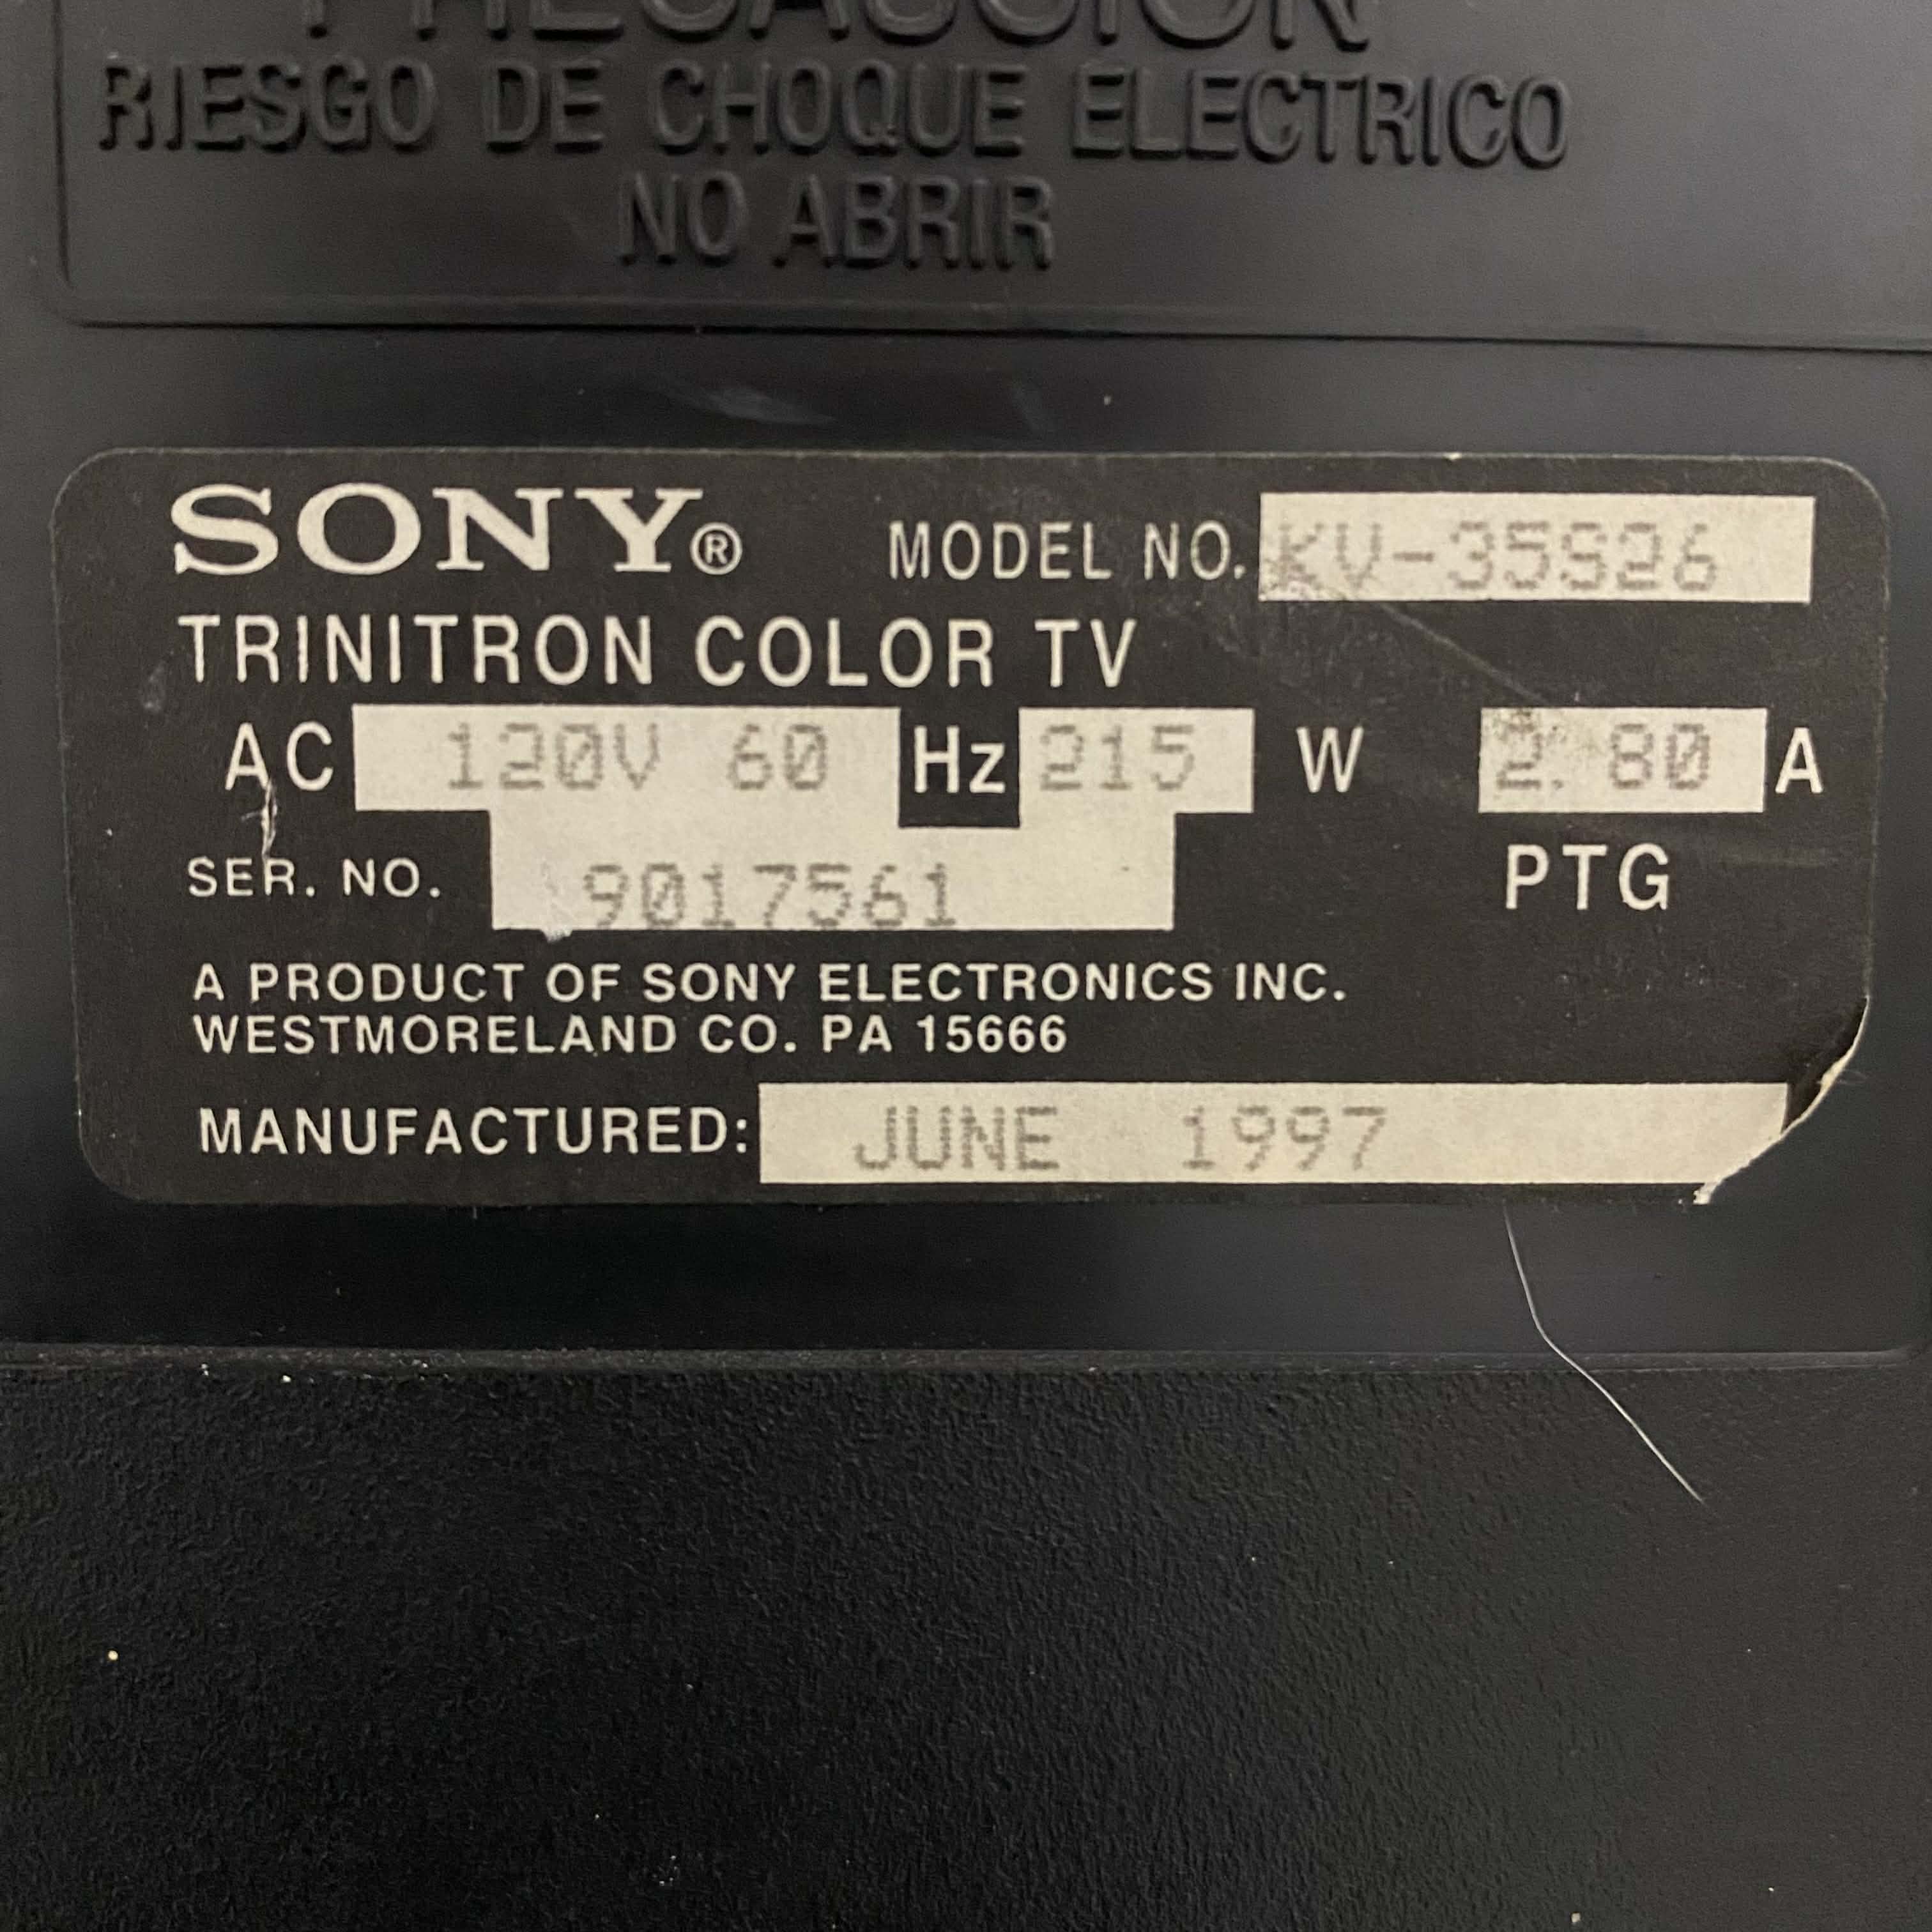 PRECAUCION
RIESGO DE CHOQUE ELECTRICO
NO ABRIR
SONY® MODEL NO. KV-35S26
TRINITRON COLOR TV
AC 120V 60 Hz 215 W 2.80 A
SER. NO. 9017561 PTG
A PRODUCT OF SONY ELECTRONICS INC.
WESTMORELAND CO. PA 15666
MANUFACTURED: JUNE 1997